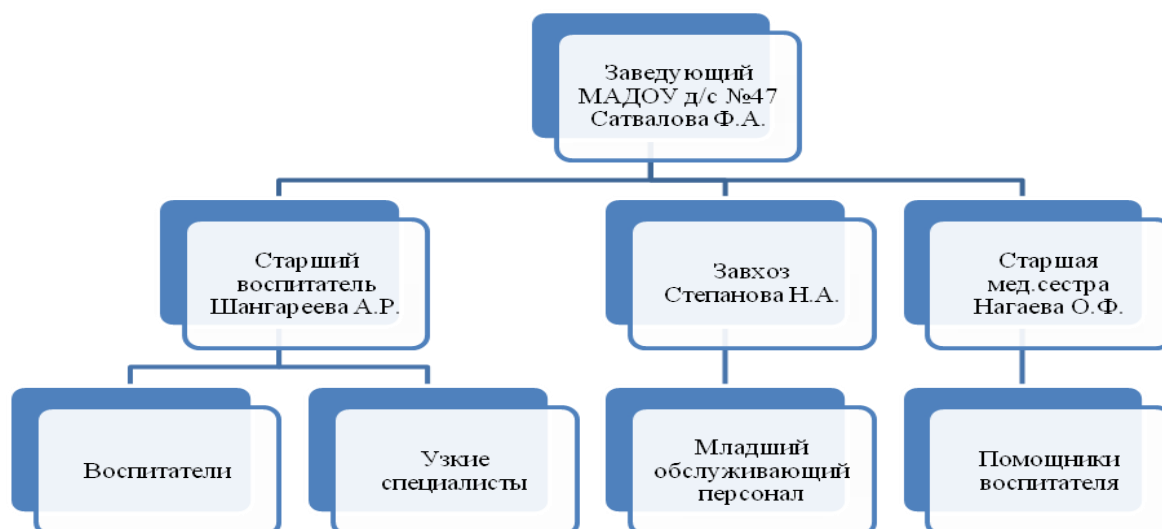 Заведующий
МАДОУ д/с №47
Сатвалова Ф.А.
Старший
воспитатель
Шангареева А.Р.
Завхоз
Степанова Н.А.
Старшая
мед.сестра
Нагаева О.Ф.
Воспитатели
Узкие
специалисты
Младший
обслуживающий
персонал
Помощники
воспитателя